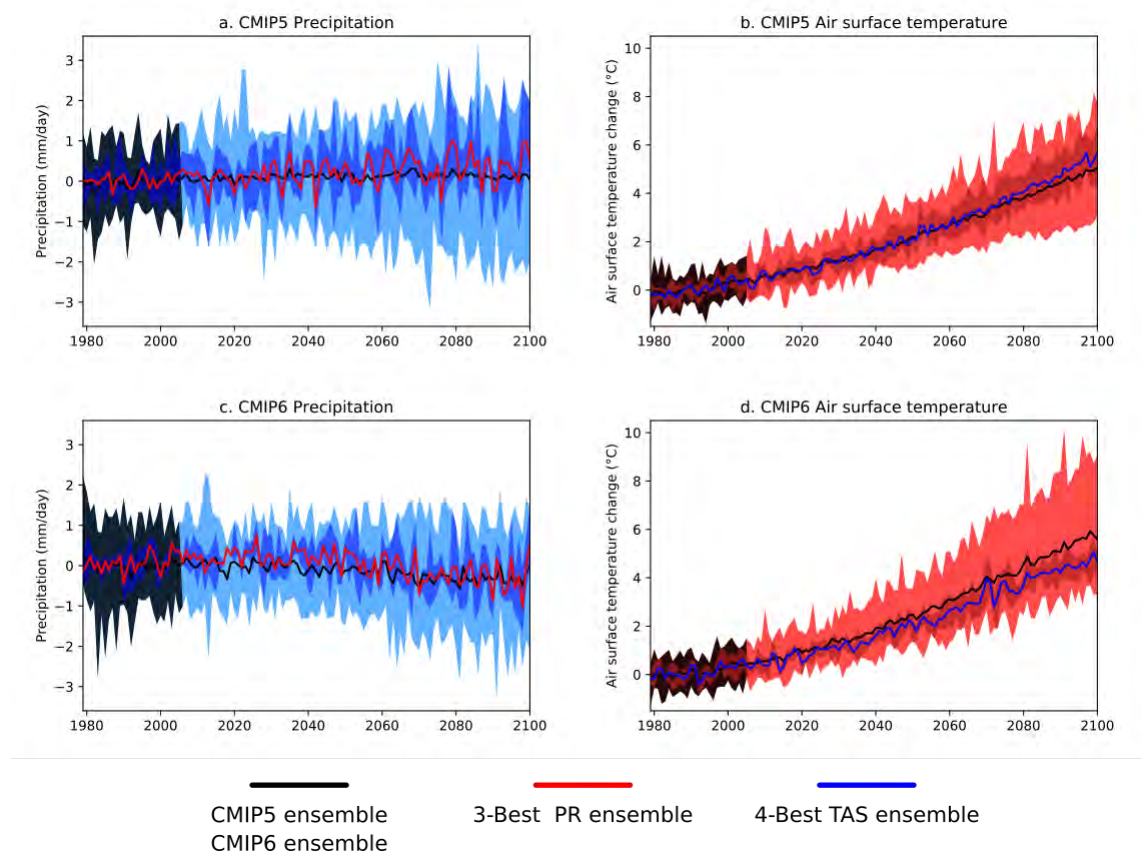 a. CMIP5 Precipitation
Precipitation (mm/day)
3
2
1
0
−1
−2
−3
1980 2000 2020 2040 2060 2080 2100
b. CMIP5 Air surface temperature
Air surface temperature change (°C)
10
8
6
4
2
0
1980 2000 2020 2040 2060 2080 2100
c. CMIP6 Precipitation
Precipitation (mm/day)
3
2
1
0
−1
−2
−3
1980 2000 2020 2040 2060 2080 2100
d. CMIP6 Air surface temperature
Air surface temperature change (°C)
10
8
6
4
2
0
1980 2000 2020 2040 2060 2080 2100
CMIP5 ensemble
CMIP6 ensemble
3-Best PR ensemble
4-Best TAS ensemble